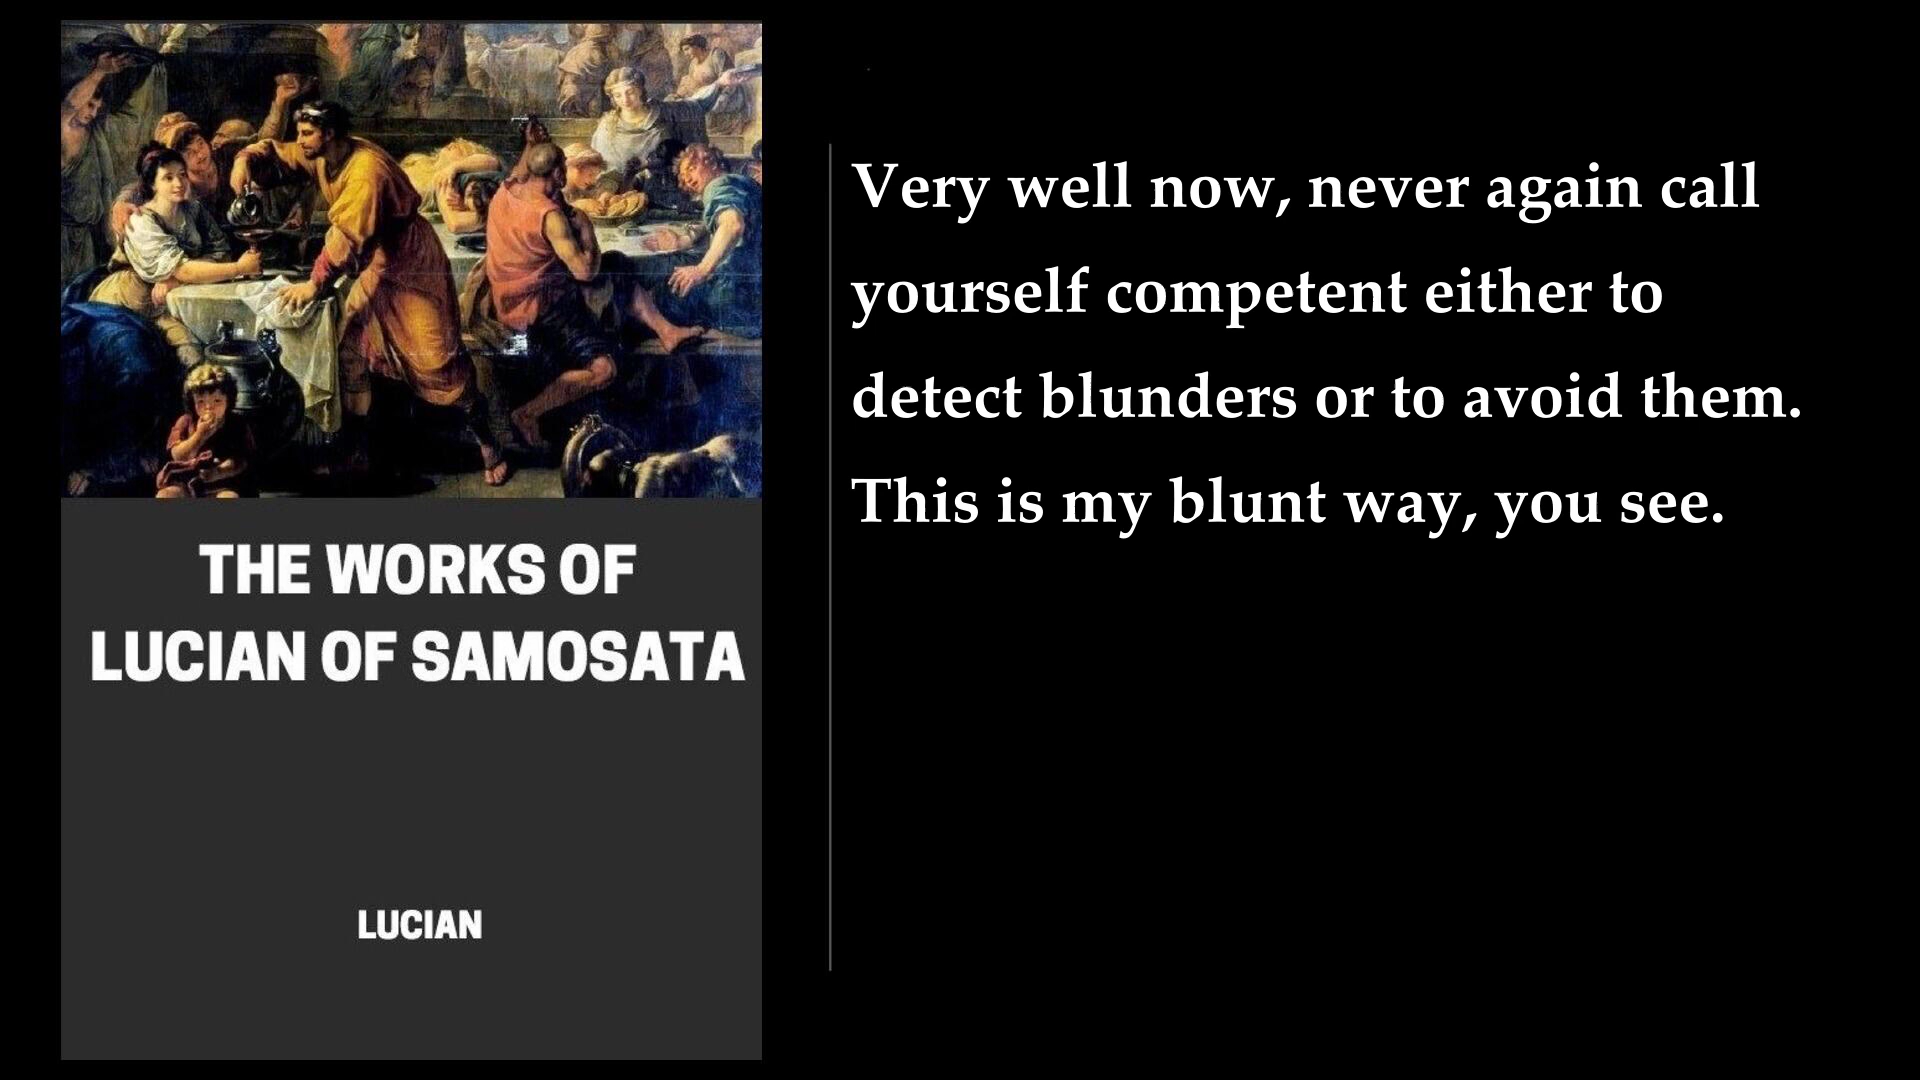 THE WORKS OF
LUCIAN OF SAMOSATA
LUCIAN
Very well now, never again call
yourself competent either to
detect blunders or to avoid them.
This is my blunt way, you see.